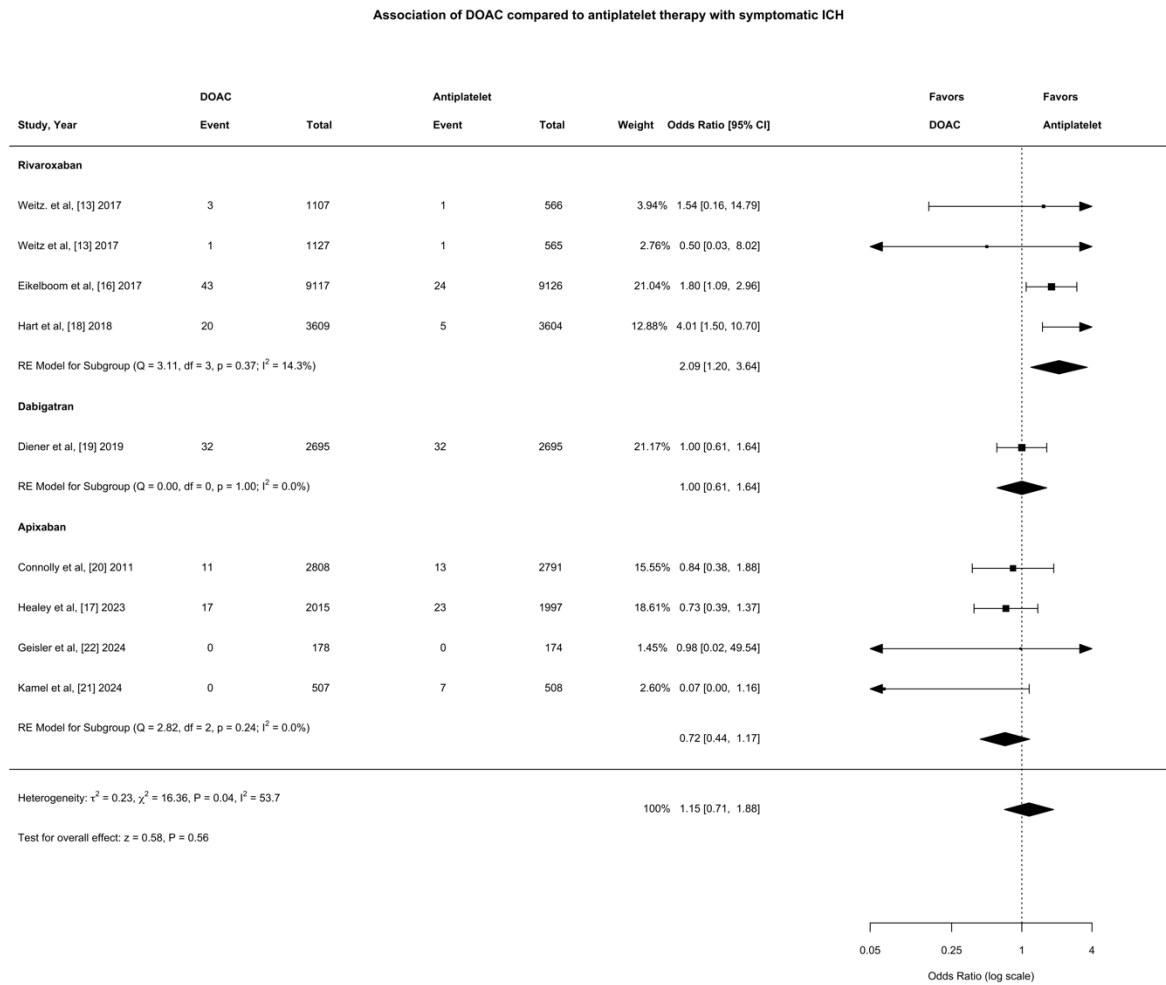 Association of DOAC compared to antiplatelet therapy with symptomatic ICH
DOAC Antiplatelet Favors Favors
Study, Year Event Total Event Total Weight Odds Ratio [95% CI] DOAC Antiplatelet
Rivaroxaban
Weitz. et al, [13] 2017 3 1107 1 566 3.94% 1.54 [0.16, 14.79]
Weitz et al, [13] 2017 1 1127 1 565 2.76% 0.50 [0.03, 8.02]
Eikelboom et al, [16] 2017 43 9117 24 9126 21.04% 1.80 [1.09, 2.96]
Hart et al, [18] 2018 20 3609 5 3604 12.88% 4.01 [1.50, 10.70]
RE Model for Subgroup (Q = 3.11, df = 3, p = 0.37; I² = 14.3%) 2.09 [1.20, 3.64]
Dabigatran
Diener et al, [19] 2019 32 2695 32 2695 21.17% 1.00 [0.61, 1.64]
RE Model for Subgroup (Q = 0.00, df = 0, p = 1.00; I² = 0.0%) 1.00 [0.61, 1.64]
Apixaban
Connolly et al, [20] 2011 11 2808 13 2791 15.55% 0.84 [0.38, 1.88]
Healey et al, [17] 2023 17 2015 23 1997 18.61% 0.73 [0.39, 1.37]
Geisler et al, [22] 2024 0 178 0 174 1.45% 0.98 [0.02, 49.54]
Kamel et al, [21] 2024 0 507 7 508 2.60% 0.07 [0.00, 1.16]
RE Model for Subgroup (Q = 2.82, df = 2, p = 0.24; I² = 0.0%) 0.72 [0.44, 1.17]
Heterogeneity: τ² = 0.23, χ² = 16.36, P = 0.04, I² = 53.7 100% 1.15 [0.71, 1.88]
Test for overall effect: z = 0.58, P = 0.56
0.05 0.25 1 4
Odds Ratio (log scale)